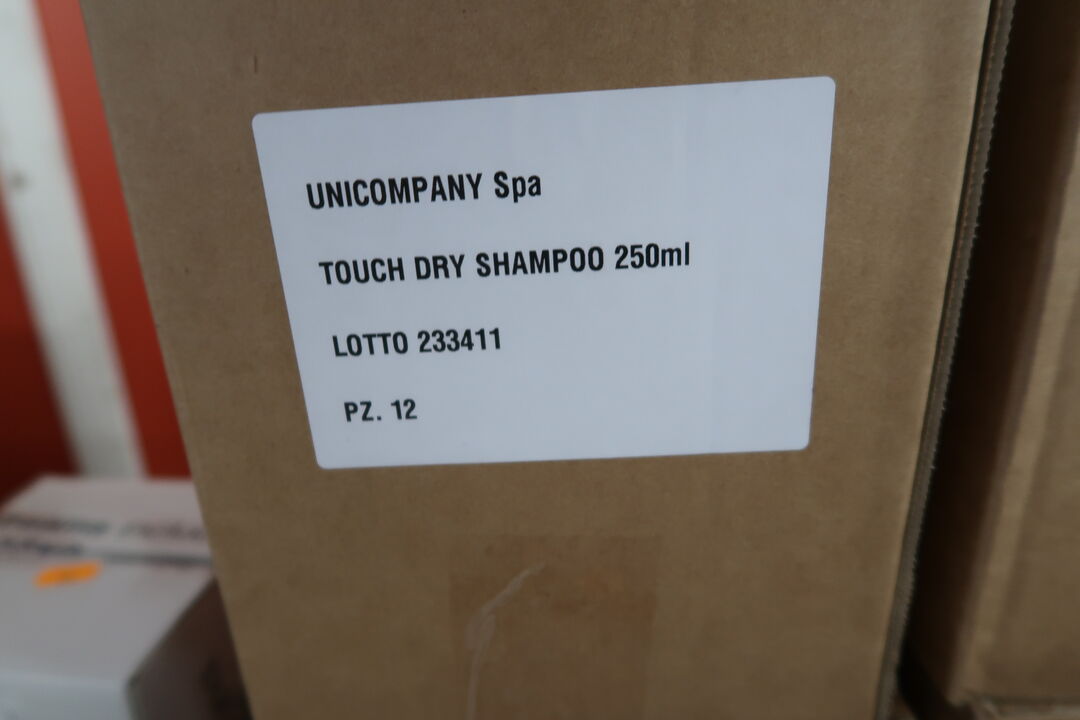 UNICOMPANY Spa
TOUCH DRY SHAMPOO 250ml
LOTTO 233411
PZ. 12